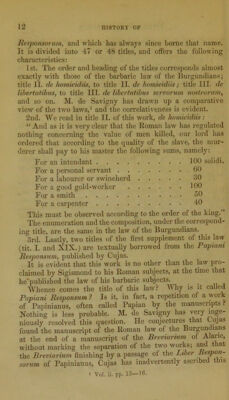 12 HISTORY OF
Responsorum, and which has always since borne that name.
It is divided into 47 or 48 titles, and offers the following
characteristics:
1st. The order and heading of the titles corresponds almost
exactly with those of the barbaric law of the Burgundians;
title II. de homicidiis, to title II. de homicidiis; title III. de
libertatibus, to title III. de libertatibus servorum nostrorum,
and so on. M. de Savigny has drawn up a comparative
view of the two laws,¹ and the correlativeness is evident.
2nd. We read in title II. of this work, de homicidiis:
“And as it is very clear that the Roman law has regulated
nothing concerning the value of men killed, our lord has
ordered that according to the quality of the slave, the mur-
derer shall pay to his master the following sums, namely:
For an intendant . . . . . . . . . 100 solidi.
For a personal servant . . . . . . 60
For a labourer or swineherd . . . . 30
For a good gold-worker . . . . . . 100
For a smith . . . . . . . . . . . 50
For a carpenter . . . . . . . . . 40
This must be observed according to the order of the king.”
The enumeration and the composition, under the correspond-
ing title, are the same in the law of the Burgundians.
3rd. Lastly, two titles of the first supplement of this law
(tit. I. and XIX.) are textually borrowed from the Papiani
Responsum, published by Cujas.
It is evident that this work is no other than the law pro-
claimed by Sigismond to his Roman subjects, at the time that
he published the law of his barbaric subjects.
Whence comes the title of this law? Why is it called
Papiani Responsum? Is it, in fact, a repetition of a work
of Papinianus, often called Papian by the manuscripts?
Nothing is less probable. M. de Savigny has very inge-
niously resolved this question. He conjectures that Cujas
found the manuscript of the Roman law of the Burgundians
at the end of a manuscript of the Breviarium of Alaric,
without marking the separation of the two works; and that
the Breviarium finishing by a passage of the Liber Respon-
sorum of Papinianus, Cujas has inadvertently ascribed this
¹ Vol. ii. pp. 13—16.